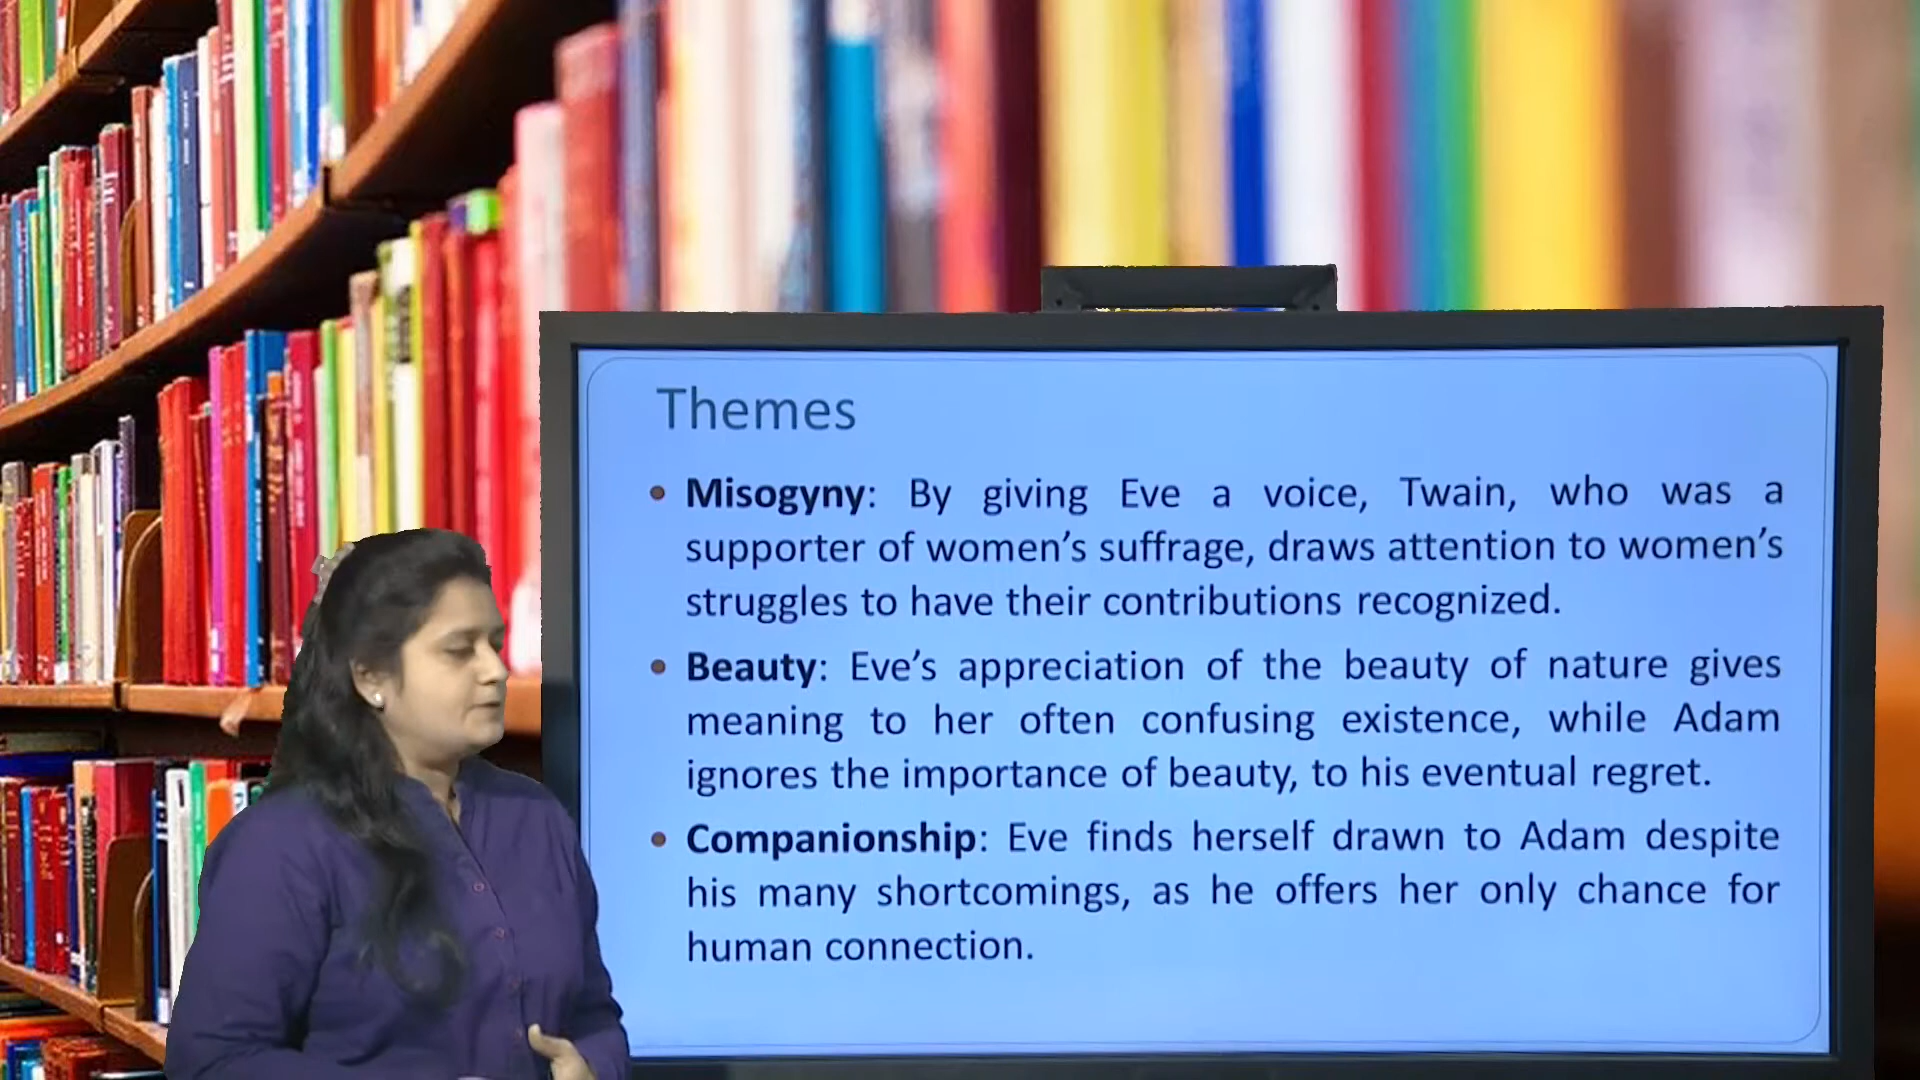 Themes
• Misogyny: By giving Eve a voice, Twain, who was a
supporter of women's suffrage, draws attention to women's
struggles to have their contributions recognized.
• Beauty: Eve's appreciation of the beauty of nature gives
meaning to her often confusing existence, while Adam
ignores the importance of beauty, to his eventual regret.
• Companionship: Eve finds herself drawn to Adam despite
his many shortcomings, as he offers her only chance for
human connection.